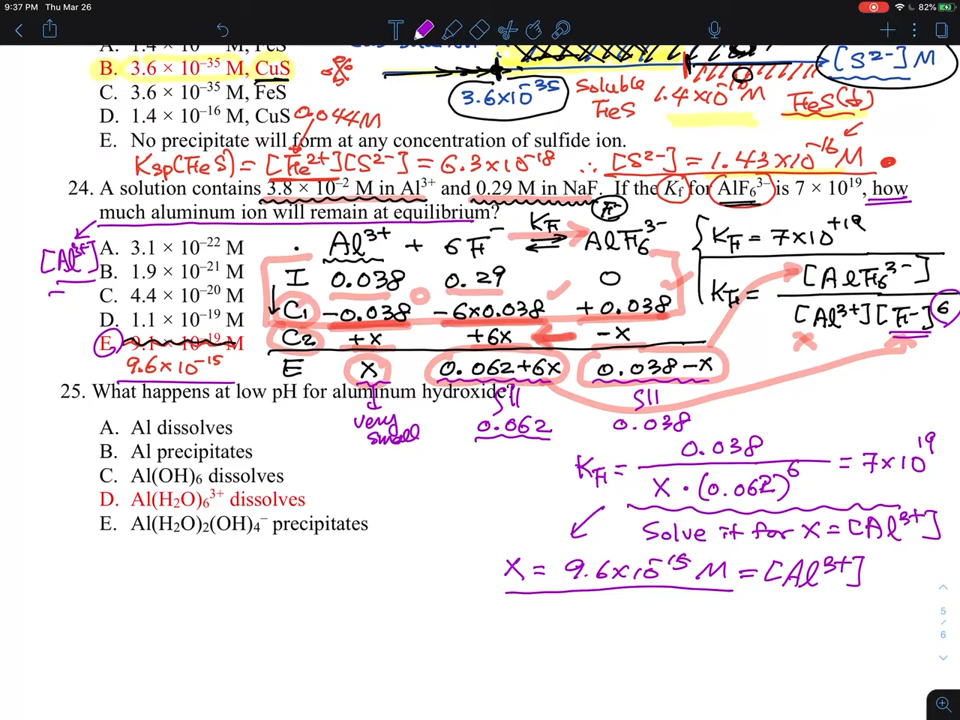 9:37 PM Thu Mar 26
82%
B. 3.6 × 10⁻³⁵ M, CuS
C. 3.6 × 10⁻³⁵ M, FeS
D. 1.4 × 10⁻¹⁶ M, CuS
0.044M
E. No precipitate will form at any concentration of sulfide ion.
3.6×10⁻³⁵
Soluble
FeS
[S²⁻] M
FeS(s)
Ksp(FeS) = [Fe²⁺][S²⁻] = 6.3×10⁻¹⁸ ∴ [S²⁻] = 1.43×10⁻¹⁶ M
24. A solution contains 3.8 × 10⁻² M in Al³⁺ and 0.29 M in NaF. If the Kf for AlF₆³⁻ is 7 × 10¹⁹, how
much aluminum ion will remain at equilibrium?
F⁻
[Al³⁺]
A. 3.1 × 10⁻²² M
B. 1.9 × 10⁻²¹ M
C. 4.4 × 10⁻²⁰ M
D. 1.1 × 10⁻¹⁹ M
E. 9.1 × 10⁻¹⁹ M
9.6×10⁻¹⁵
Kf
Al³⁺ + 6F⁻ ⇌ AlF₆³⁻
I 0.038 0.29 0
C₁ -0.038 -6×0.038 +0.038
C₂ +x +6x -x
E x 0.062+6x 0.038-x
Kf = 7×10⁺¹⁹
Kf = [AlF₆³⁻]
[Al³⁺][F⁻]⁶
very
small
0.062
0.038
25. What happens at low pH for aluminum hydroxide?
A. Al dissolves
B. Al precipitates
C. Al(OH)₆ dissolves
D. Al(H₂O)₆³⁺ dissolves
E. Al(H₂O)₂(OH)₄⁻ precipitates
Kf = 0.038 = 7×10¹⁹
x·(0.062)⁶
Solve it for x = [Al³⁺]
x = 9.6×10⁻¹⁵ M = [Al³⁺]
5
/
6